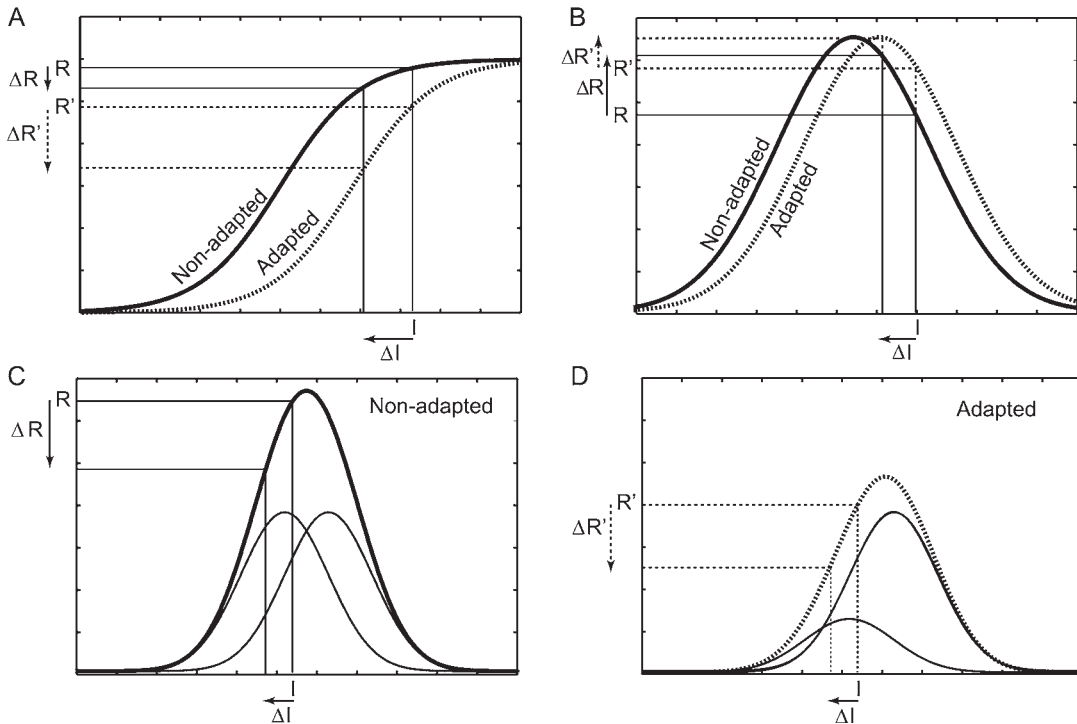 A
R
ΔR
R'
ΔR'
Non-adapted
Adapted
I
ΔI
B
ΔR'
R'
ΔR
R
Non-adapted
Adapted
I
ΔI
C
R
Non-adapted
ΔR
I
ΔI
D
Adapted
R'
ΔR'
I
ΔI